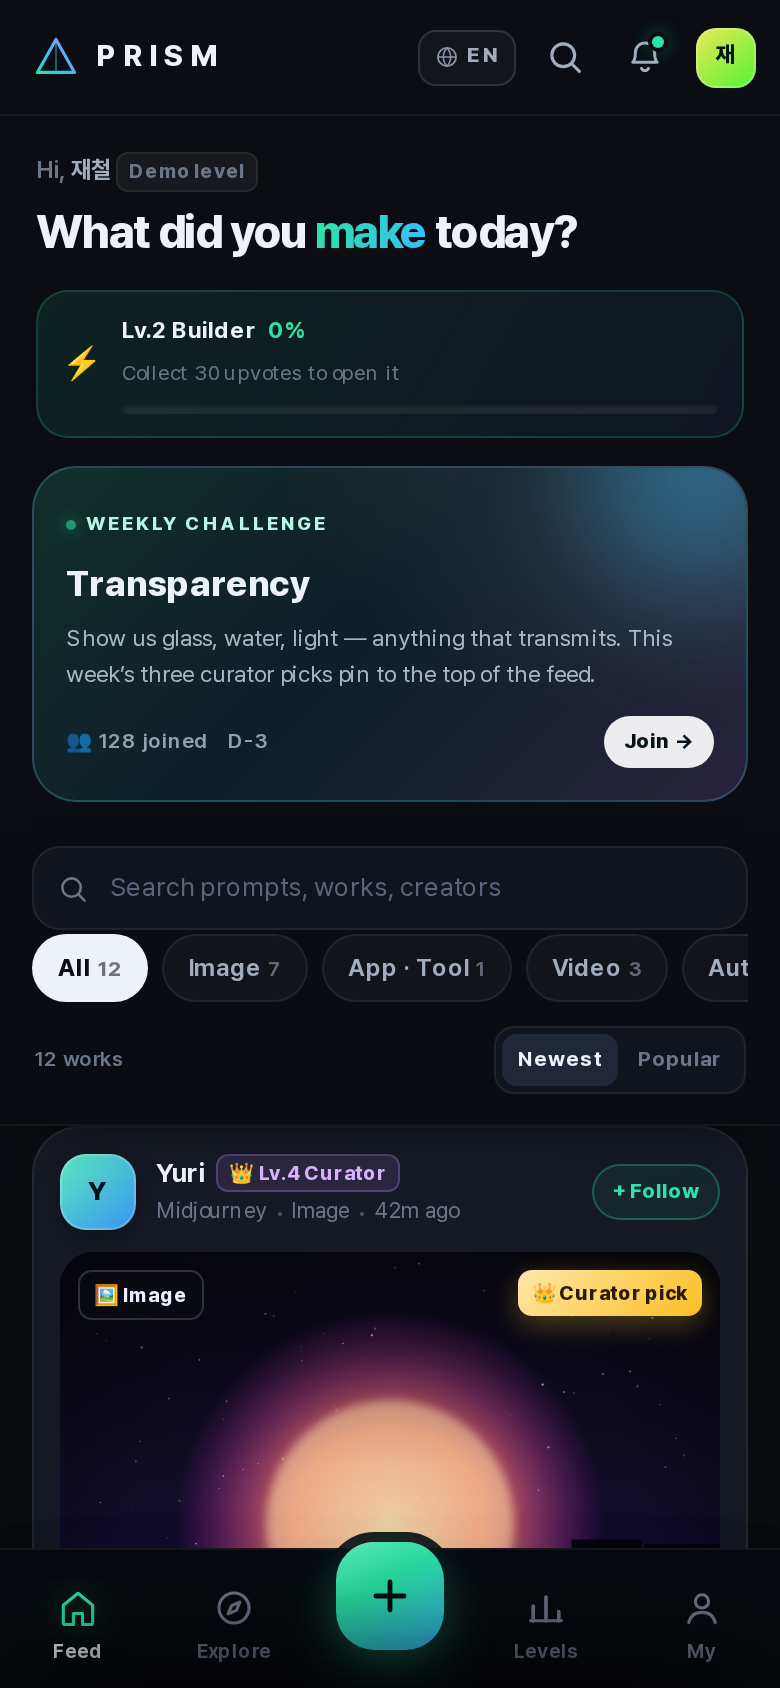 PRISM
EN
재
Hi, 재철 Demo level
What did you make today?
Lv.2 Builder 0%
Collect 30 upvotes to open it
WEEKLY CHALLENGE
Transparency
Show us glass, water, light — anything that transmits. This
week’s three curator picks pin to the top of the feed.
128 joined D-3
Join →
Search prompts, works, creators
All 12
Image 7
App · Tool 1
Video 3
Aut
12 works
Newest
Popular
Y
Yuri
Lv.4 Curator
Midjourney · Image · 42m ago
+ Follow
Image
Curator pick
Feed
Explore
Levels
My